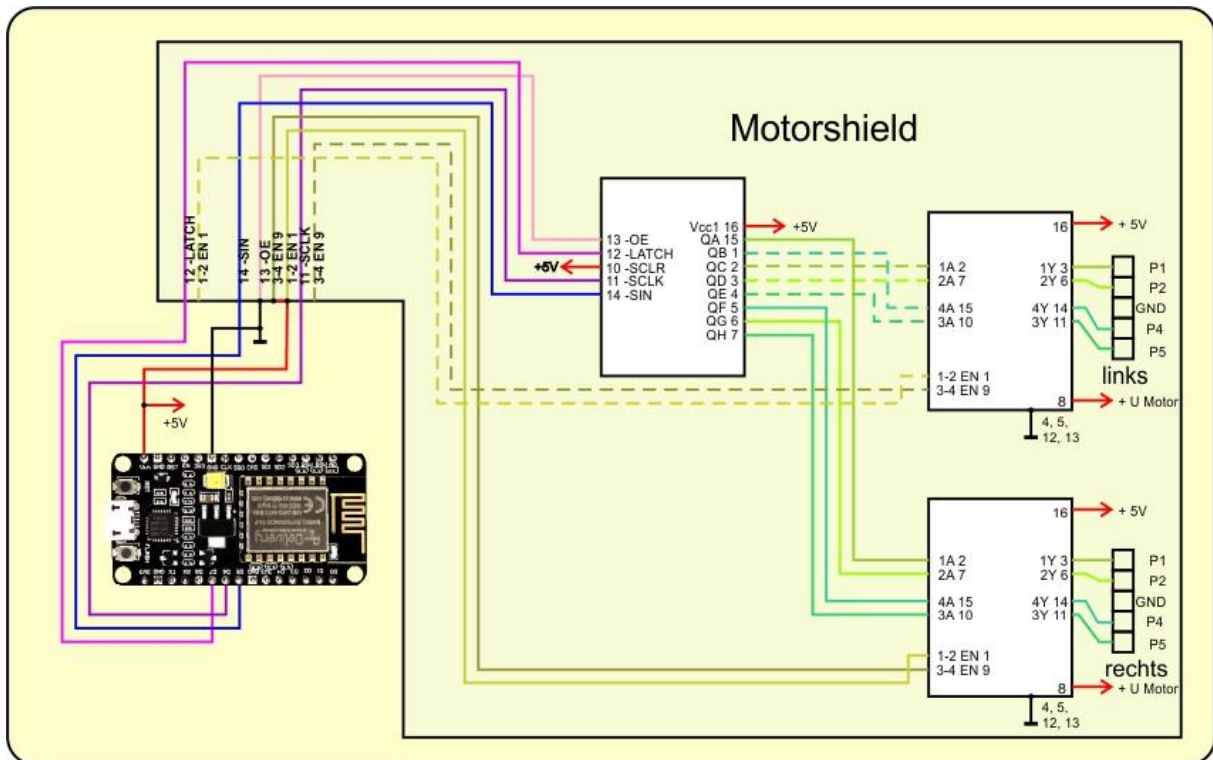 Motorshield
12 -LATCH
1-2 EN 1
14 -SIN
13 -OE
3-4 EN 9
1-2 EN 1
11 -SCLK
3-4 EN 9
13 -OE
12 -LATCH
10 -SCLR
11 -SCLK
14 -SIN
+5V
Vcc1 16
QA 15
QB 1
QC 2
QD 3
QE 4
QF 5
QG 6
QH 7
+5V
16
+ 5V
1A 2
2A 7
4A 15
3A 10
1-2 EN 1
3-4 EN 9
1Y 3
2Y 6
4Y 14
3Y 11
8
P1
P2
GND
P4
P5
links
+ U Motor
4, 5,
12, 13
+5V
16
+ 5V
1A 2
2A 7
4A 15
3A 10
1-2 EN 1
3-4 EN 9
1Y 3
2Y 6
4Y 14
3Y 11
8
P1
P2
GND
P4
P5
rechts
+ U Motor
4, 5,
12, 13